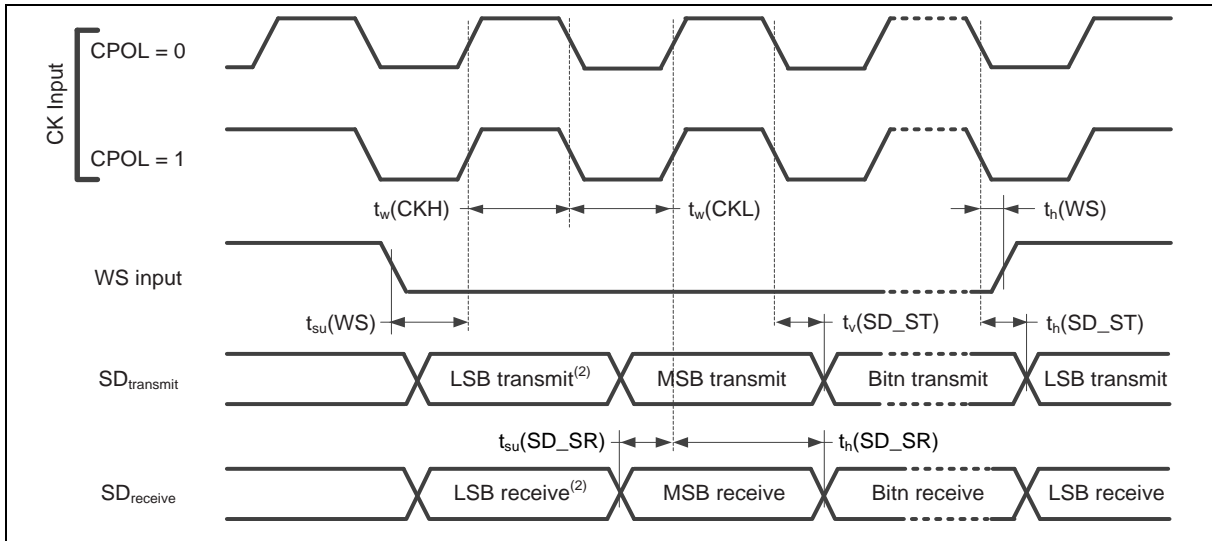 CK Input
CPOL = 0
CPOL = 1
tw(CKH)
tw(CKL)
th(WS)
WS input
tsu(WS)
tv(SD_ST)
th(SD_ST)
SDtransmit
LSB transmit(2)
MSB transmit
Bitn transmit
LSB transmit
tsu(SD_SR)
th(SD_SR)
SDreceive
LSB receive(2)
MSB receive
Bitn receive
LSB receive